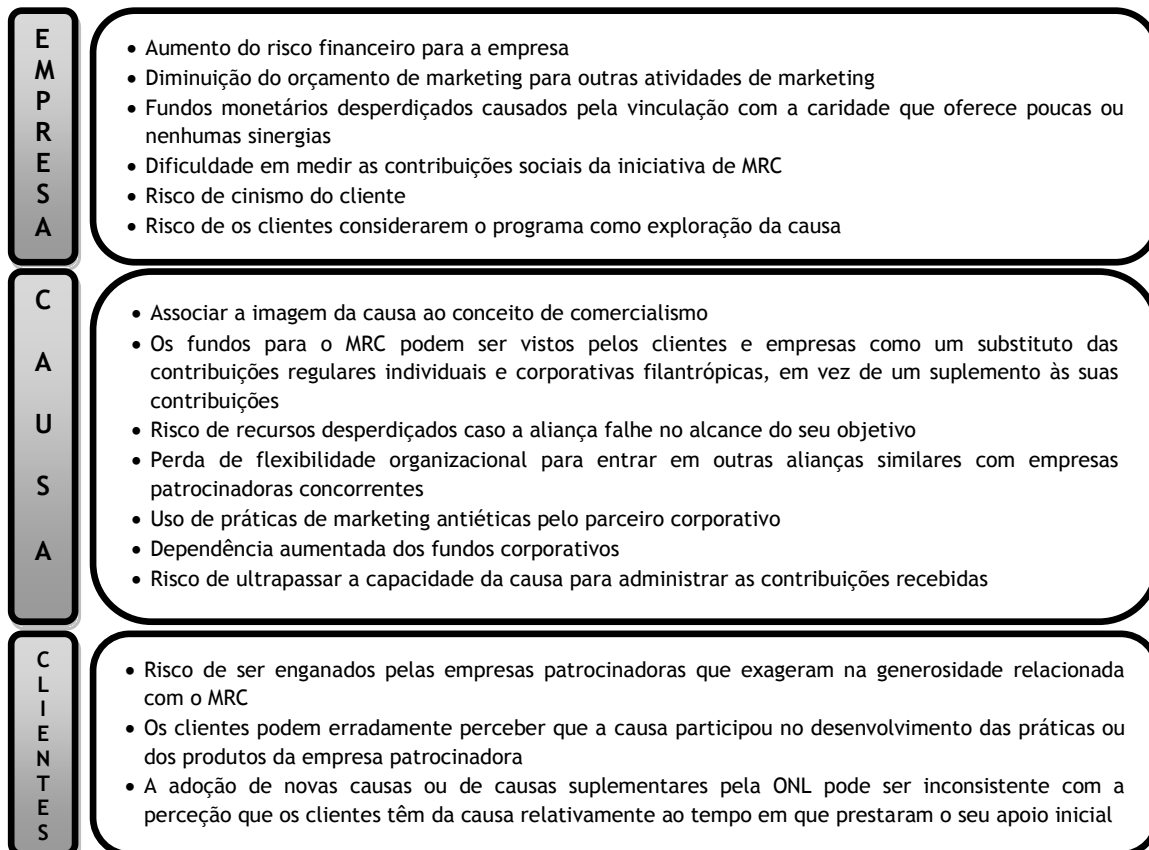 EMPRESA
• Aumento do risco financeiro para a empresa
• Diminuição do orçamento de marketing para outras atividades de marketing
• Fundos monetários desperdiçados causados pela vinculação com a caridade que oferece poucas ou
nenhumas sinergias
• Dificuldade em medir as contribuições sociais da iniciativa de MRC
• Risco de cinismo do cliente
• Risco de os clientes considerarem o programa como exploração da causa
CAUSA
• Associar a imagem da causa ao conceito de comercialismo
• Os fundos para o MRC podem ser vistos pelos clientes e empresas como um substituto das
contribuições regulares individuais e corporativas filantrópicas, em vez de um suplemento às suas
contribuições
• Risco de recursos desperdiçados caso a aliança falhe no alcance do seu objetivo
• Perda de flexibilidade organizacional para entrar em outras alianças similares com empresas
patrocinadoras concorrentes
• Uso de práticas de marketing antiéticas pelo parceiro corporativo
• Dependência aumentada dos fundos corporativos
• Risco de ultrapassar a capacidade da causa para administrar as contribuições recebidas
CLIENTES
• Risco de ser enganados pelas empresas patrocinadoras que exageram na generosidade relacionada
com o MRC
• Os clientes podem erradamente perceber que a causa participou no desenvolvimento das práticas ou
dos produtos da empresa patrocinadora
• A adoção de novas causas ou de causas suplementares pela ONL pode ser inconsistente com a
perceção que os clientes têm da causa relativamente ao tempo em que prestaram o seu apoio inicial